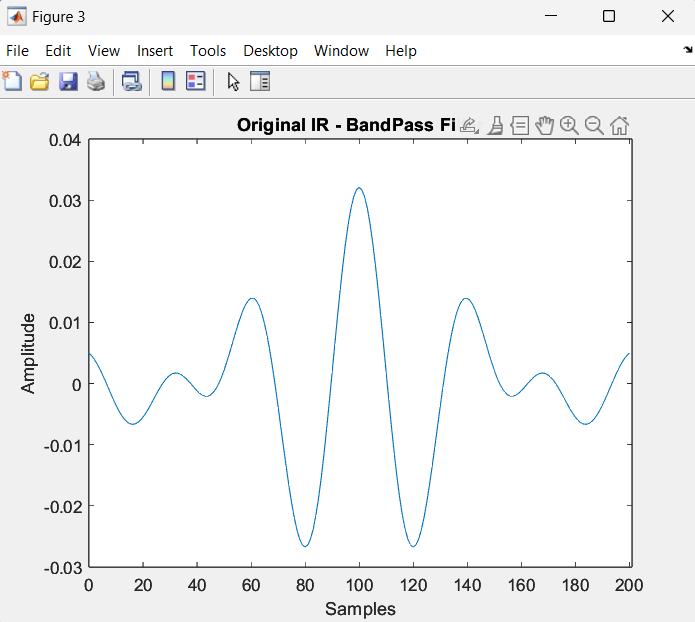 Figure 3
File Edit View Insert Tools Desktop Window Help
Original IR - BandPass Fi
0.04
0.03
0.02
0.01
0
-0.01
-0.02
-0.03
Amplitude
0 20 40 60 80 100 120 140 160 180 200
Samples